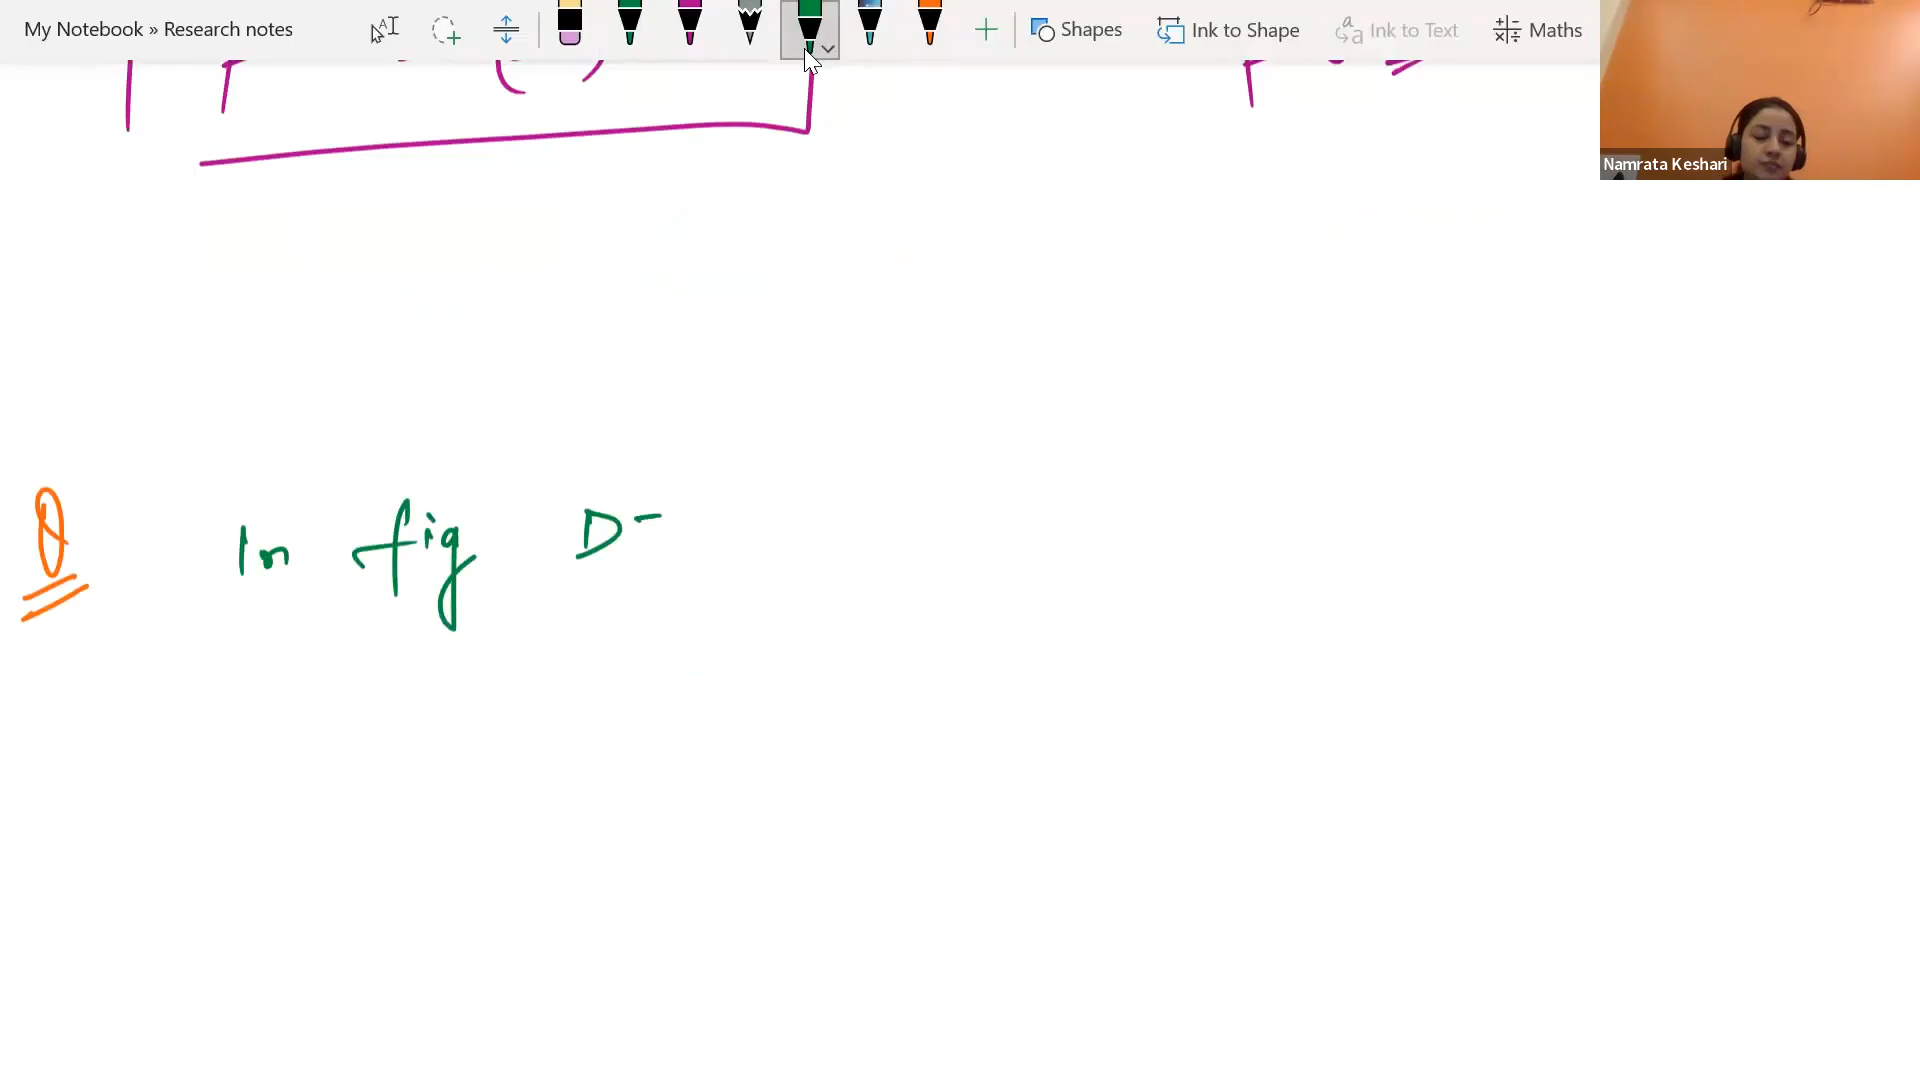 My Notebook » Research notes
Shapes
Ink to Shape
Ink to Text
Maths
Namrata Keshari
Q In fig D-